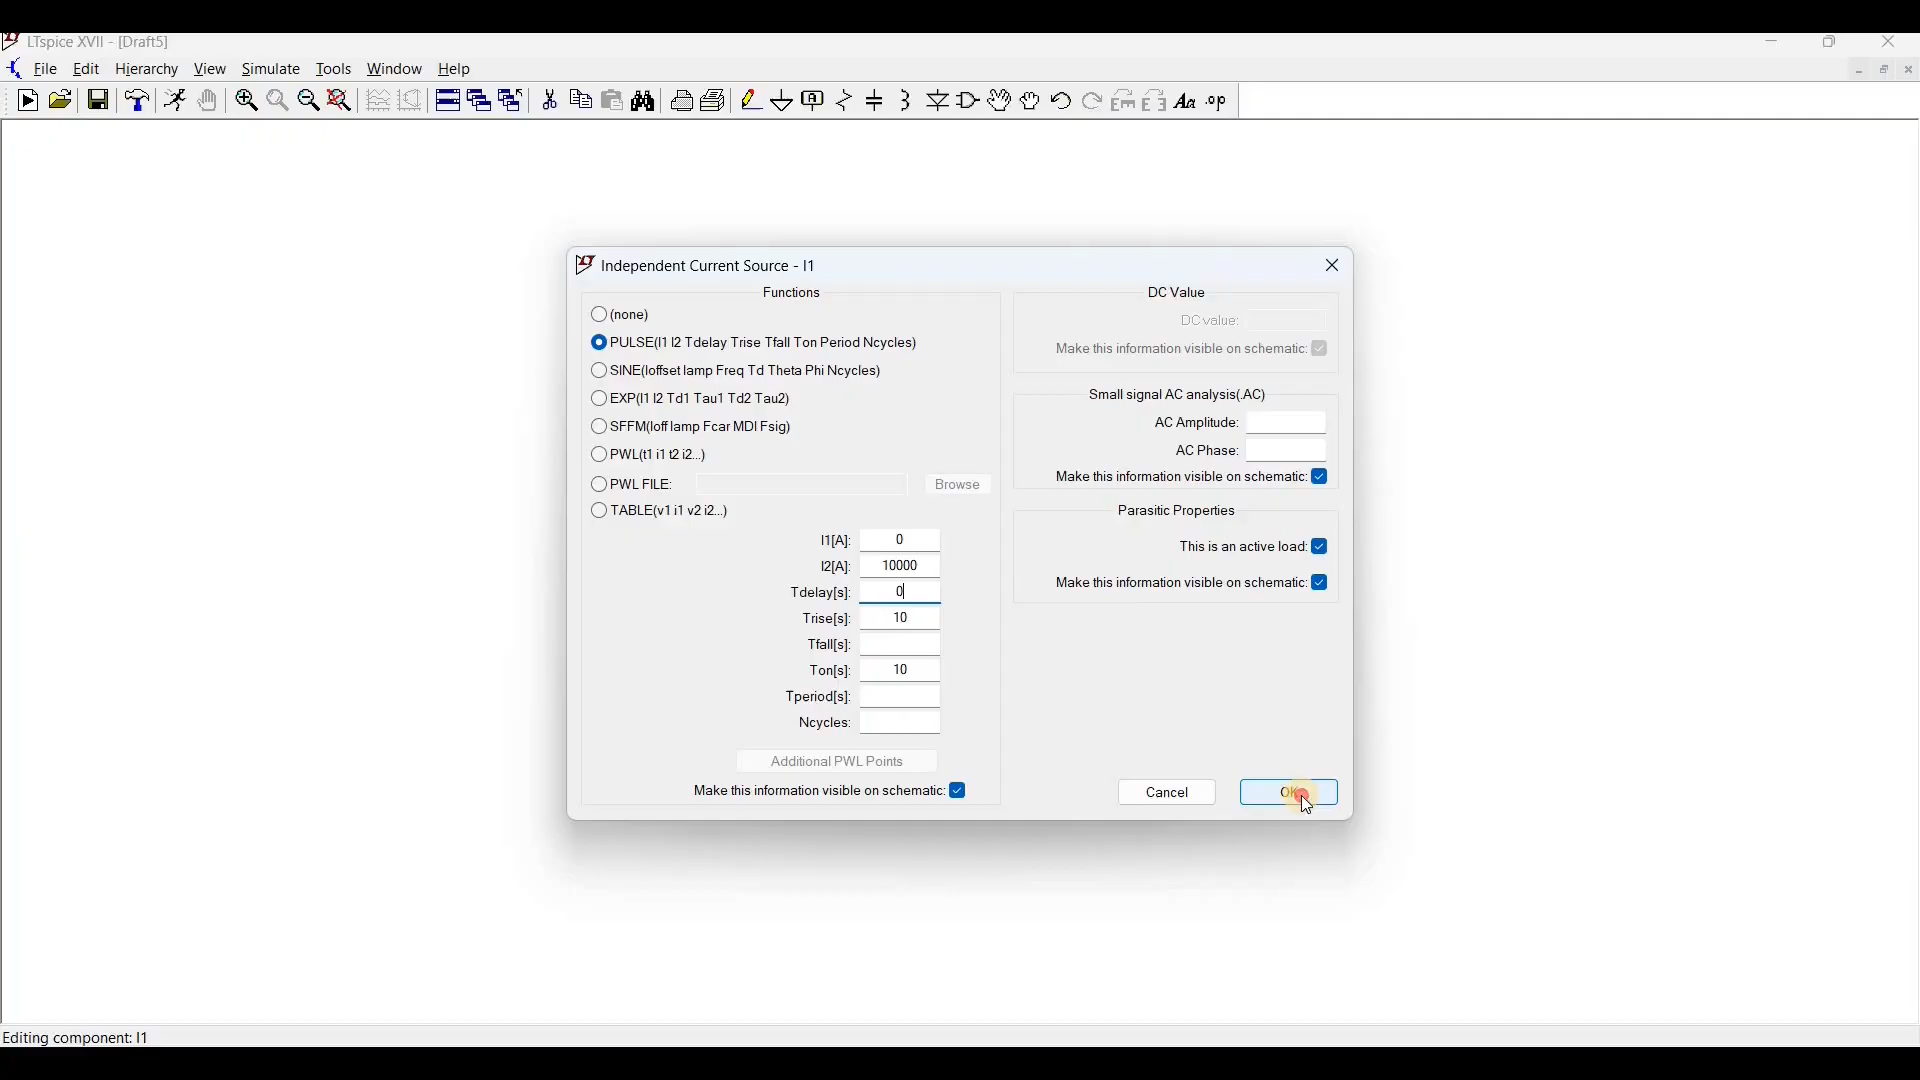 LTspice XVII - [Draft5]
File Edit Hierarchy View Simulate Tools Window Help
Independent Current Source - I1
Functions
(none)
PULSE(I1 I2 Tdelay Trise Tfall Ton Period Ncycles)
SINE(Ioffset Iamp Freq Td Theta Phi Ncycles)
EXP(I1 I2 Td1 Tau1 Td2 Tau2)
SFFM(Ioff Iamp Fcar MDI Fsig)
PWL(t1 i1 t2 i2...)
PWL FILE: Browse
TABLE(v1 i1 v2 i2...)
I1[A]: 0
I2[A]: 10000
Tdelay[s]: 0
Trise[s]: 10
Tfall[s]:
Ton[s]: 10
Tperiod[s]:
Ncycles:
Additional PWL Points
Make this information visible on schematic:
DC Value
DC value:
Make this information visible on schematic:
Small signal AC analysis(.AC)
AC Amplitude:
AC Phase:
Make this information visible on schematic:
Parasitic Properties
This is an active load:
Make this information visible on schematic:
Cancel OK
Editing component: I1